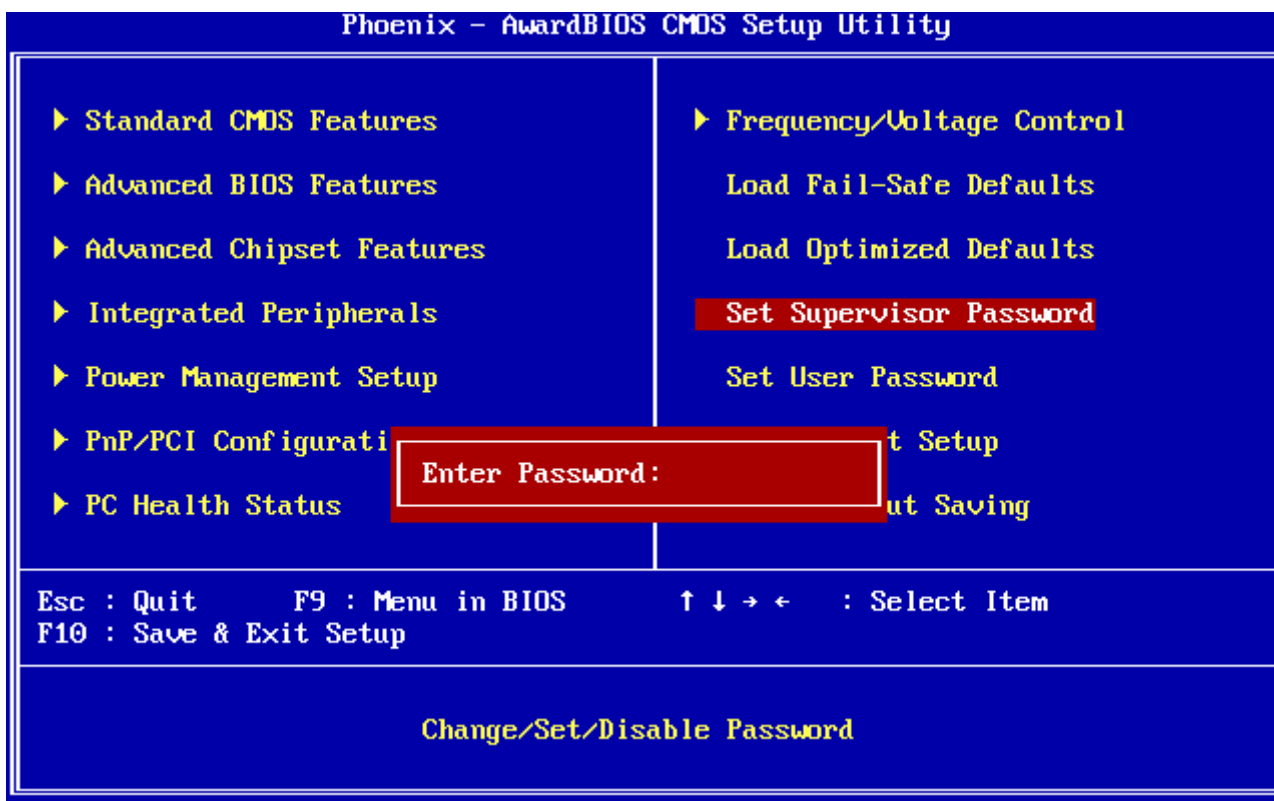 Phoenix - AwardBIOS CMOS Setup Utility
Standard CMOS Features
Advanced BIOS Features
Advanced Chipset Features
Integrated Peripherals
Power Management Setup
PnP/PCI Configurati
PC Health Status
Frequency/Voltage Control
Load Fail-Safe Defaults
Load Optimized Defaults
Set Supervisor Password
Set User Password
t Setup
ut Saving
Enter Password:
Esc : Quit F9 : Menu in BIOS ↑ ↓ → ← : Select Item
F10 : Save & Exit Setup
Change/Set/Disable Password